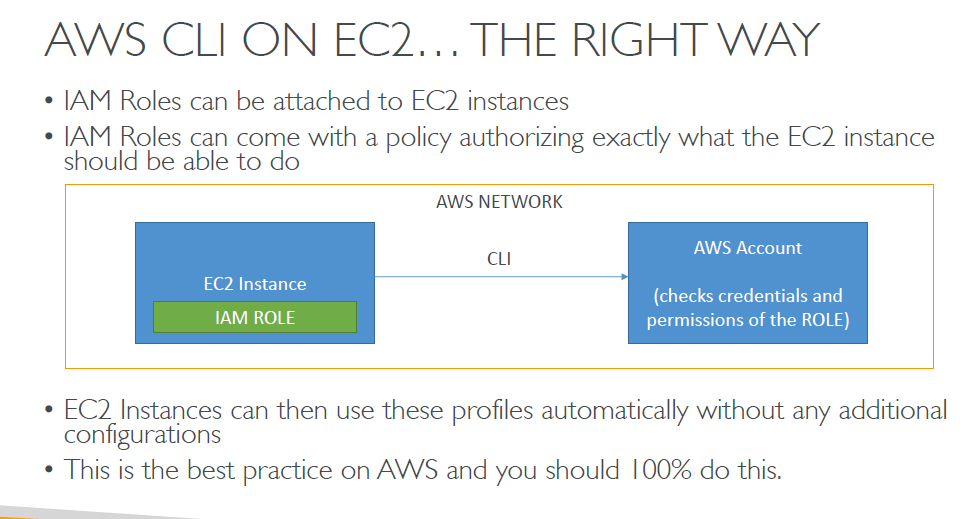 AWS CLI ON EC2... THE RIGHT WAY
• IAM Roles can be attached to EC2 instances
• IAM Roles can come with a policy authorizing exactly what the EC2 instance
should be able to do
AWS NETWORK
EC2 Instance
IAM ROLE
CLI
AWS Account
(checks credentials and
permissions of the ROLE)
• EC2 Instances can then use these profiles automatically without any additional
configurations
• This is the best practice on AWS and you should 100% do this.